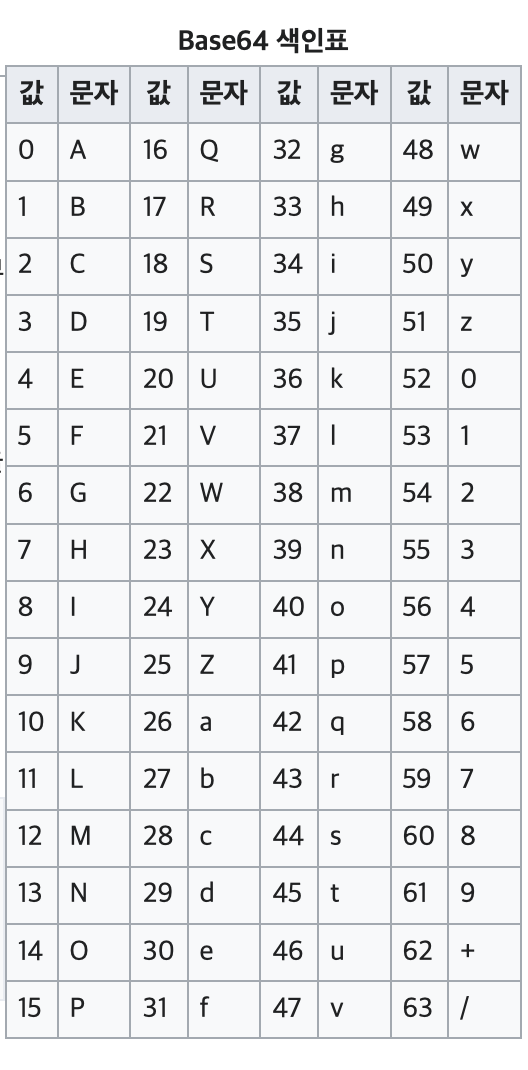 Base64 색인표
값 문자 값 문자 값 문자 값 문자
0 A 16 Q 32 g 48 w
1 B 17 R 33 h 49 x
2 C 18 S 34 i 50 y
3 D 19 T 35 j 51 z
4 E 20 U 36 k 52 0
5 F 21 V 37 l 53 1
6 G 22 W 38 m 54 2
7 H 23 X 39 n 55 3
8 I 24 Y 40 o 56 4
9 J 25 Z 41 p 57 5
10 K 26 a 42 q 58 6
11 L 27 b 43 r 59 7
12 M 28 c 44 s 60 8
13 N 29 d 45 t 61 9
14 O 30 e 46 u 62 +
15 P 31 f 47 v 63 /